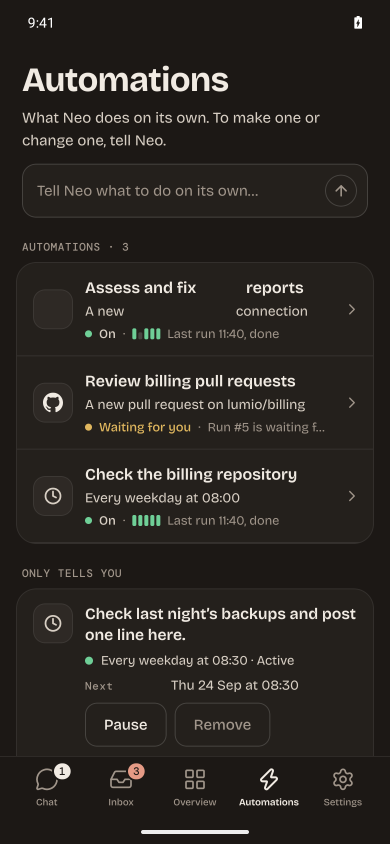 9:41
Automations
What Neo does on its own. To make one or
change one, tell Neo.
Tell Neo what to do on its own...
AUTOMATIONS · 3
Assess and fix reports
A new connection
On · Last run 11:40, done
Review billing pull requests
A new pull request on lumio/billing
Waiting for you · Run #5 is waiting f...
Check the billing repository
Every weekday at 08:00
On · Last run 11:40, done
ONLY TELLS YOU
Check last night's backups and post
one line here.
Every weekday at 08:30 · Active
Next Thu 24 Sep at 08:30
Pause Remove
1 3
Chat Inbox Overview Automations Settings